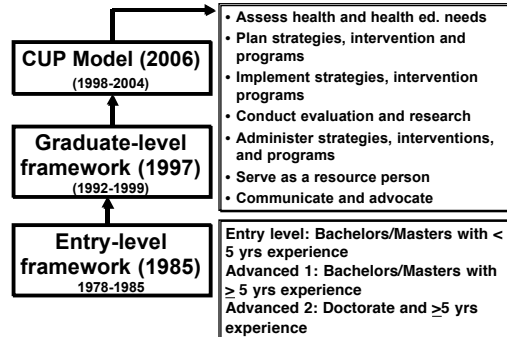 CUP Model (2006)
(1998-2004)
Graduate-level
framework (1997)
(1992-1999)
Entry-level
framework (1985)
1978-1985
• Assess health and health ed. needs
• Plan strategies, intervention and
programs
• Implement strategies, intervention
programs
• Conduct evaluation and research
• Administer strategies, interventions,
and programs
• Serve as a resource person
• Communicate and advocate
Entry level: Bachelors/Masters with <
5 yrs experience
Advanced 1: Bachelors/Masters with
≥ 5 yrs experience
Advanced 2: Doctorate and ≥5 yrs
experience